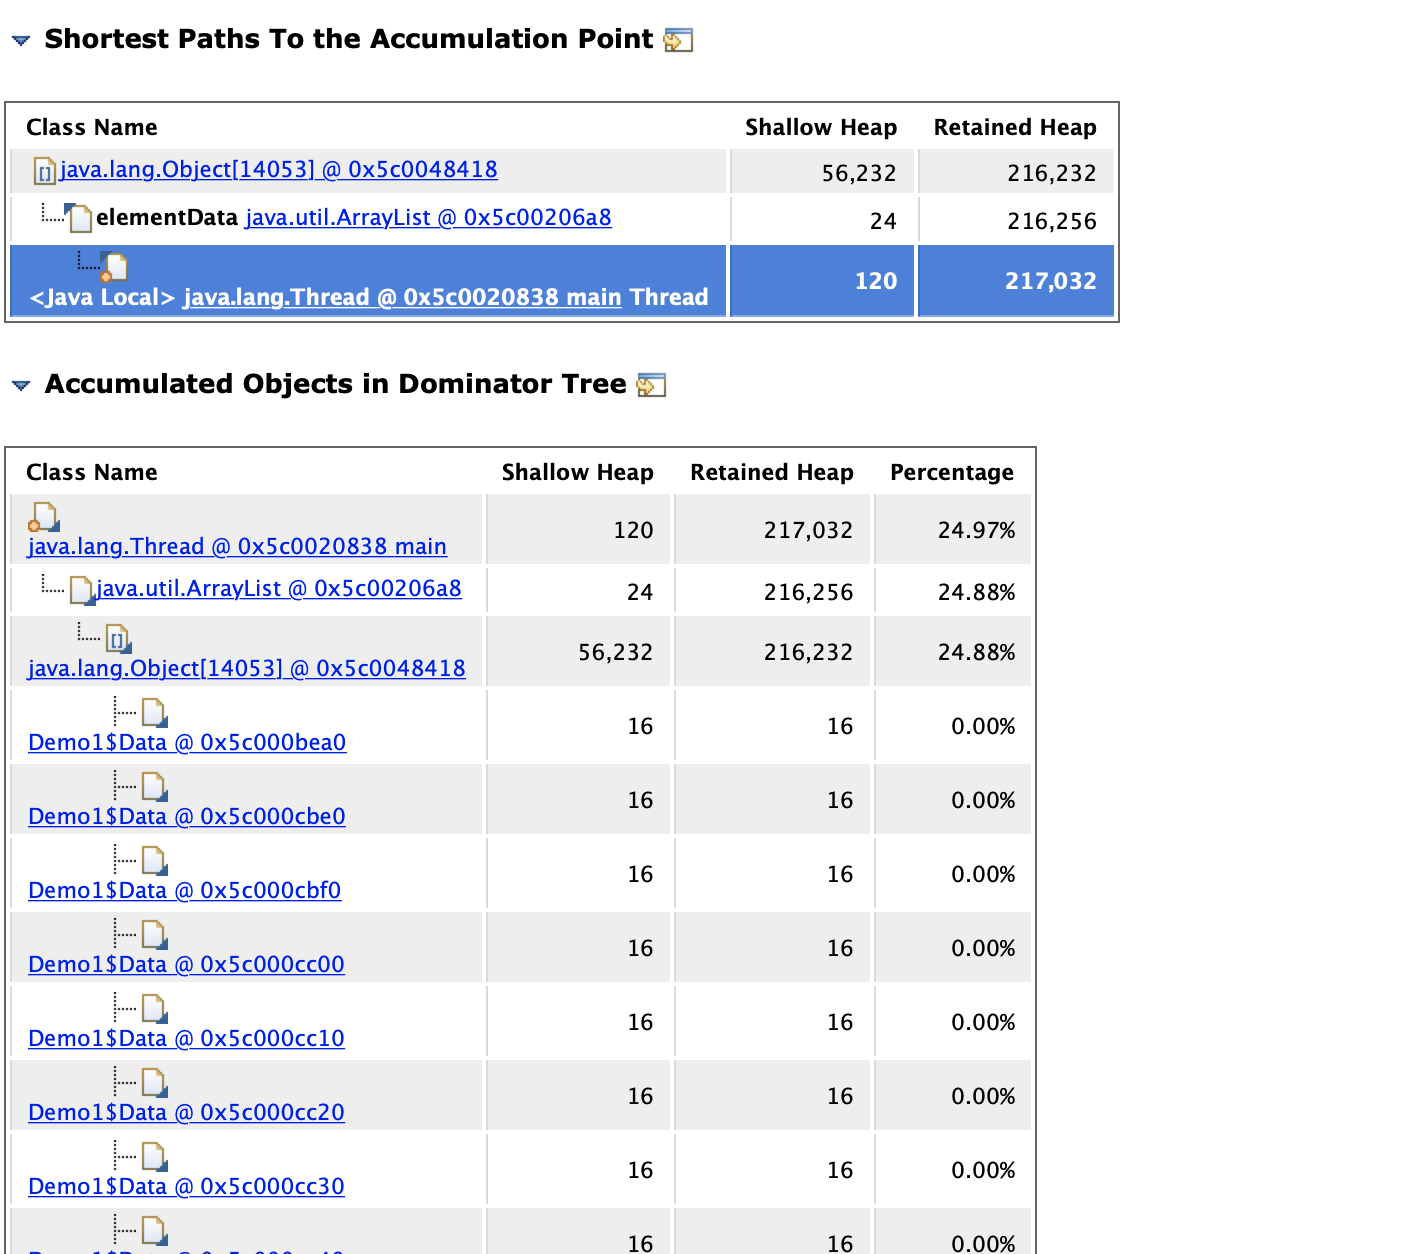 Shortest Paths To the Accumulation Point
Class Name Shallow Heap Retained Heap
java.lang.Object[14053] @ 0x5c0048418 56,232 216,232
elementData java.util.ArrayList @ 0x5c00206a8 24 216,256
<Java Local> java.lang.Thread @ 0x5c0020838 main Thread 120 217,032
Accumulated Objects in Dominator Tree
Class Name Shallow Heap Retained Heap Percentage
java.lang.Thread @ 0x5c0020838 main 120 217,032 24.97%
java.util.ArrayList @ 0x5c00206a8 24 216,256 24.88%
java.lang.Object[14053] @ 0x5c0048418 56,232 216,232 24.88%
Demo1$Data @ 0x5c000bea0 16 16 0.00%
Demo1$Data @ 0x5c000cbe0 16 16 0.00%
Demo1$Data @ 0x5c000cbf0 16 16 0.00%
Demo1$Data @ 0x5c000cc00 16 16 0.00%
Demo1$Data @ 0x5c000cc10 16 16 0.00%
Demo1$Data @ 0x5c000cc20 16 16 0.00%
Demo1$Data @ 0x5c000cc30 16 16 0.00%
16 16 0.00%